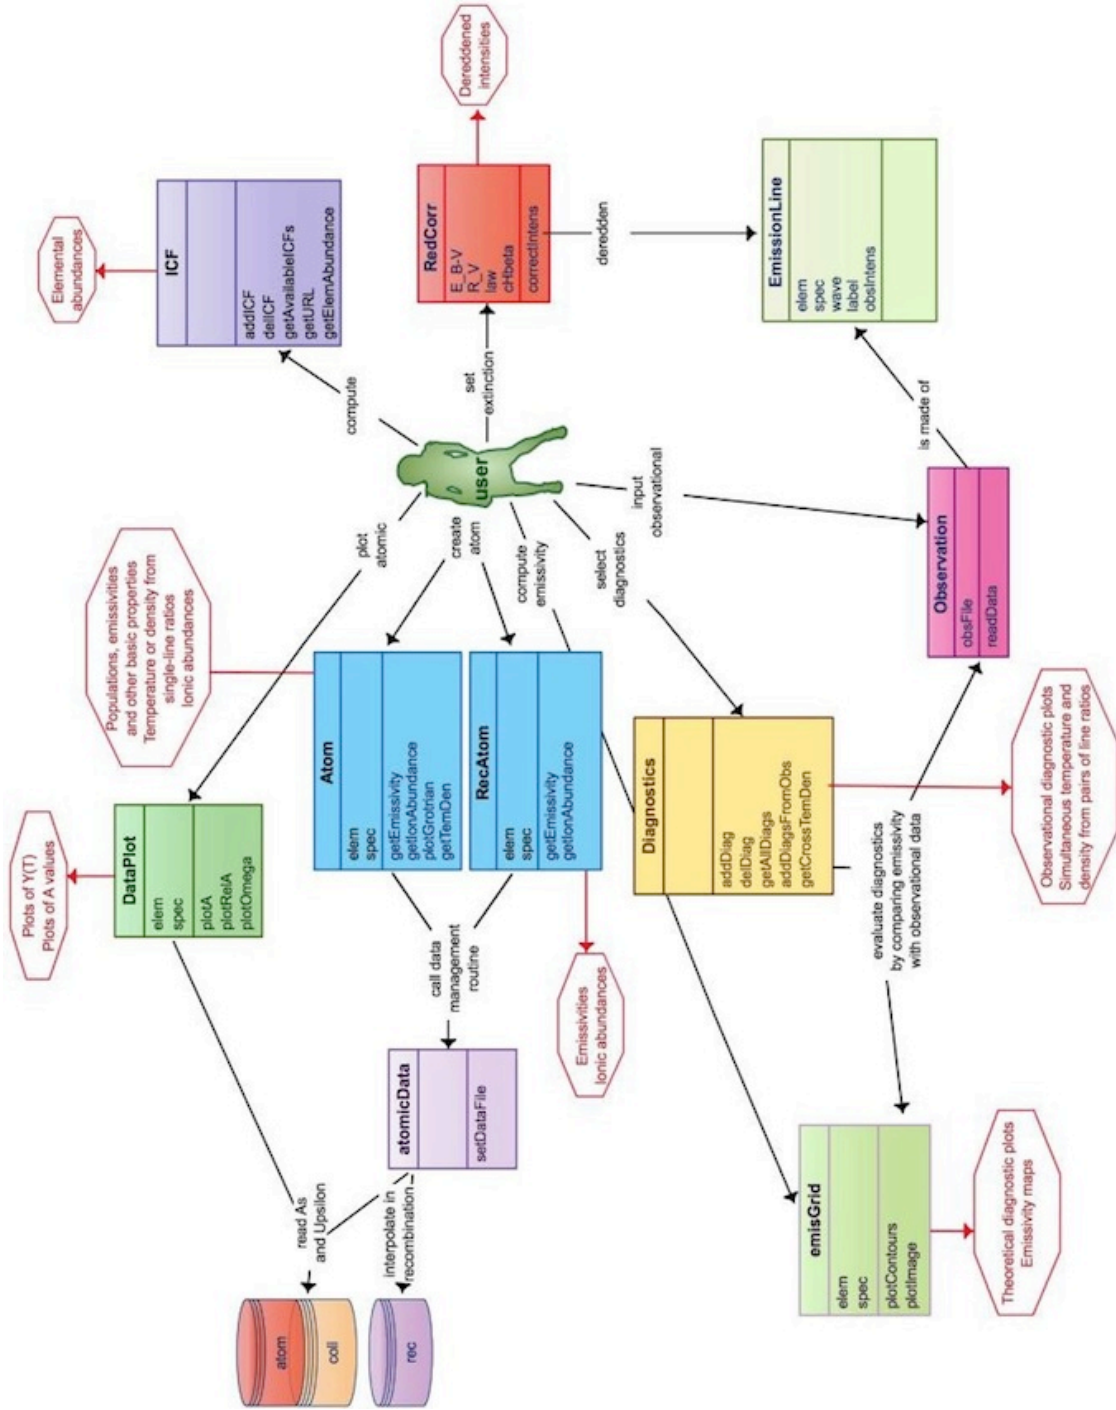 Plots of Y(T)
Plots of A values
DataPlot
elem
spec
plotA
plotRelA
plotOmega
Populations, emissivities
and other basic properties
Temperature or density from
single-line ratios
Ionic abundances
Elemental
abundances
ICF
addICF
delICF
getAvailableICFs
getURL
getElemAbundance
Dereddened
intensities
RedCorr
E_B-V
R_V
law
cHbeta
correctIntens
user
compute
set
extinction
plot
atomic
create
atom
compute
emissivity
select
diagnostics
input
observational
deredden
EmissionLine
elem
spec
wave
label
obsIntens
is made of
Observation
obsFile
readData
Atom
elem
spec
getEmissivity
getIonAbundance
plotGrotrian
getTemDen
RecAtom
elem
spec
getEmissivity
getIonAbundance
Diagnostics
addDiag
delDiag
getAllDiags
addDiagsFromObs
getCrossTemDen
Observational diagnostic plots
Simultaneous temperature and
density from pairs of line ratios
evaluate diagnostics
by comparing emissivity
with observational data
call data
management
routine
Emissivities
Ionic abundances
atomicData
setDataFile
read As
and Upsilon
interpolate in
recombination
atom
coll
rec
emisGrid
elem
spec
plotContours
plotImage
Theoretical diagnostic plots
Emissivity maps